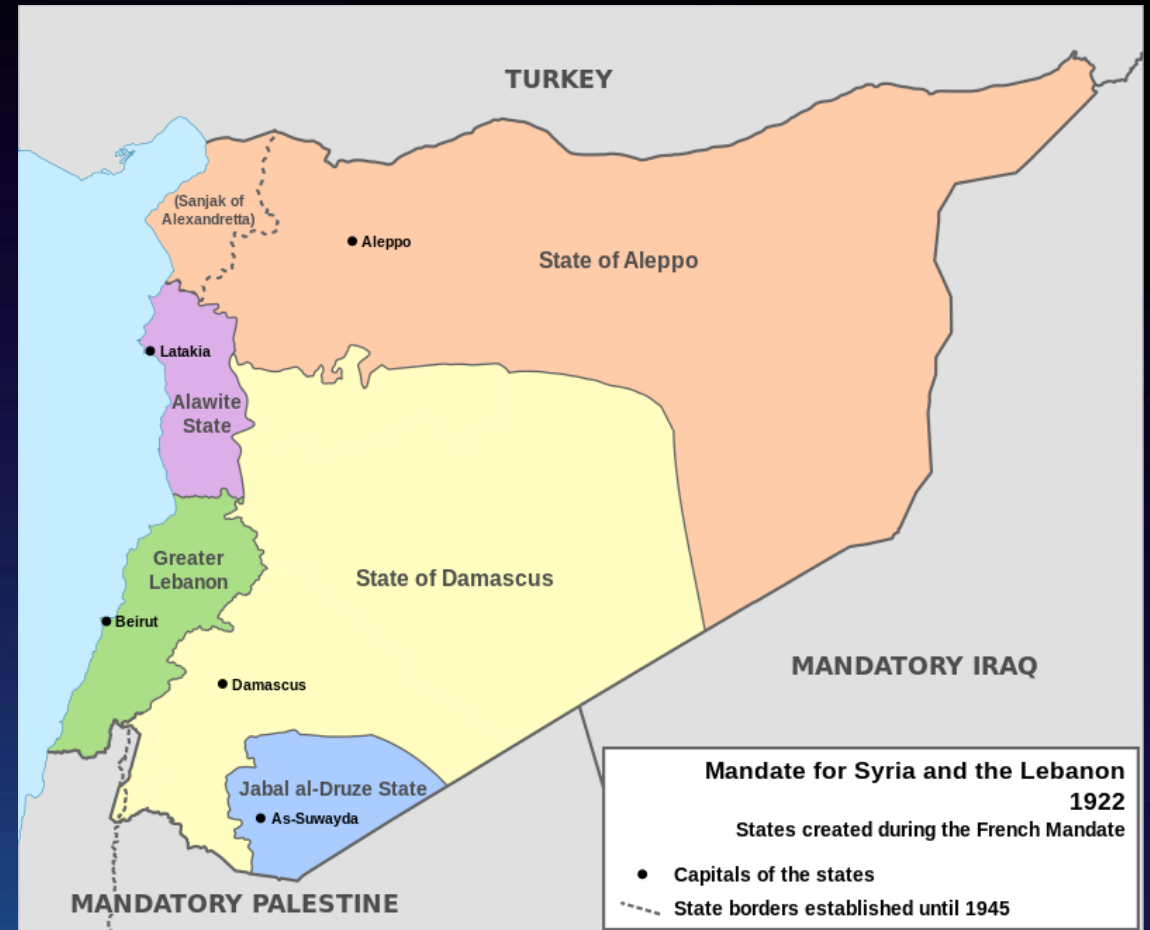 TURKEY
(Sanjak of
Alexandretta)
Aleppo
State of Aleppo
Latakia
Alawite
State
Greater
Lebanon
State of Damascus
Beirut
MANDATORY IRAQ
Damascus
Jabal al-Druze State
As-Suwayda
MANDATORY PALESTINE
Mandate for Syria and the Lebanon
1922
States created during the French Mandate
Capitals of the states
State borders established until 1945